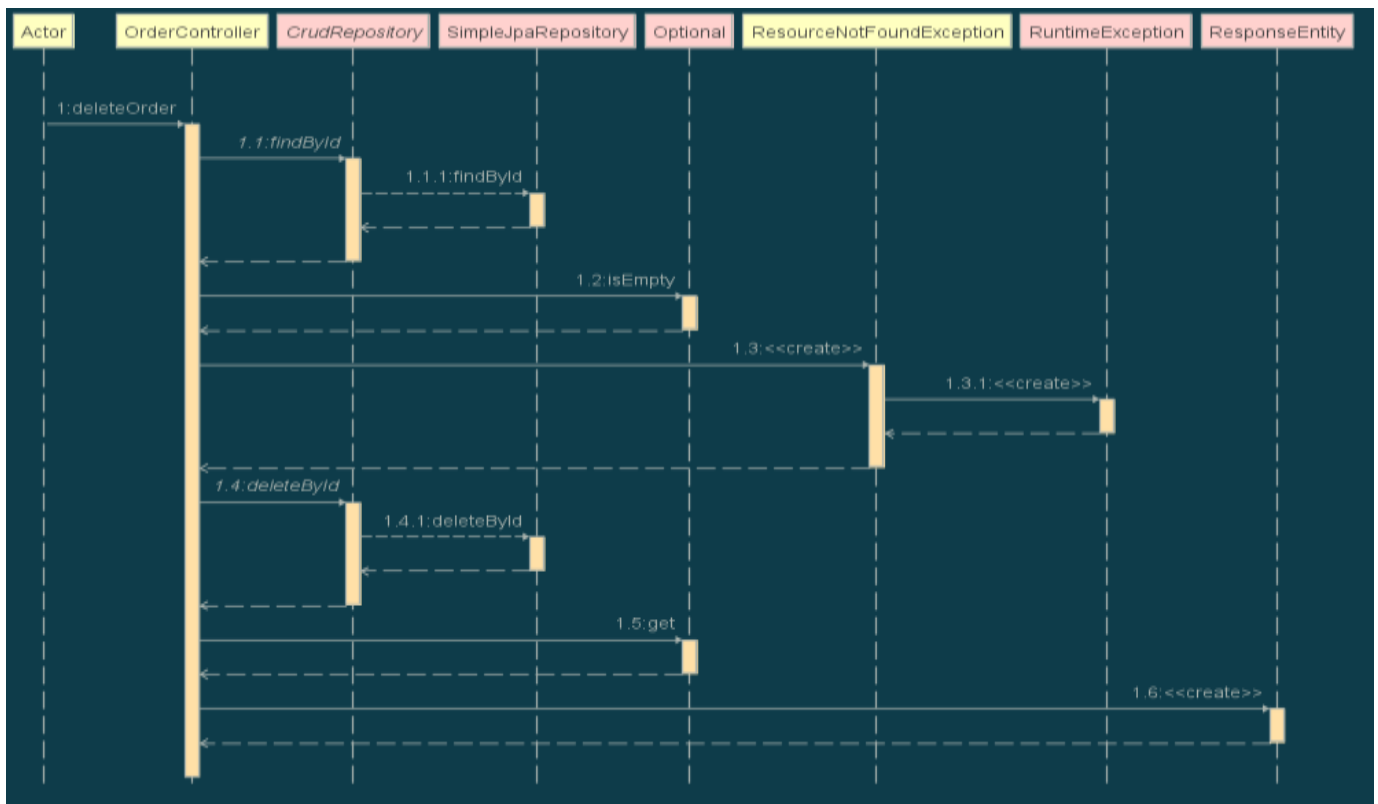 Actor
OrderController
CrudRepository
SimpleJpaRepository
Optional
ResourceNotFoundException
RuntimeException
ResponseEntity
1:deleteOrder
1.1:findById
1.1.1:findById
1.2:isEmpty
1.3:<<create>>
1.3.1:<<create>>
1.4:deleteById
1.4.1:deleteById
1.5:get
1.6:<<create>>